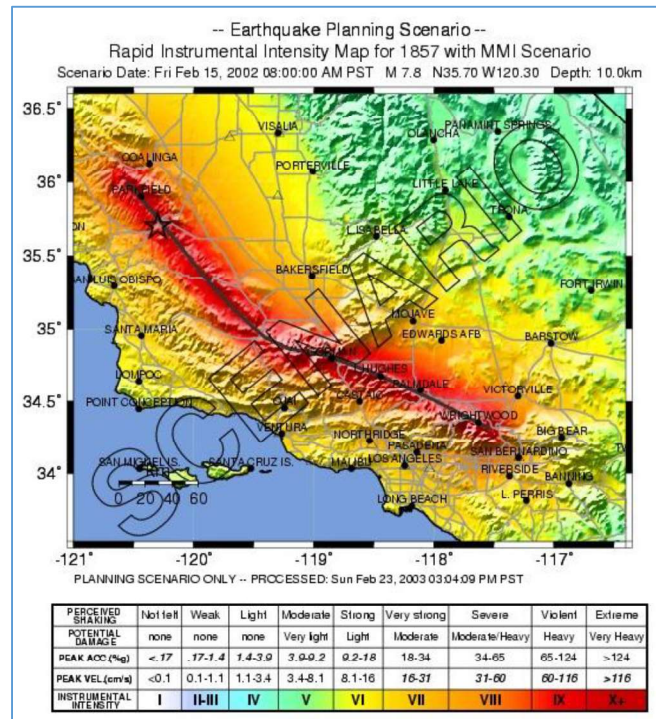 -- Earthquake Planning Scenario --
Rapid Instrumental Intensity Map for 1857 with MMI Scenario
Scenario Date: Fri Feb 15, 2002 08:00:00 AM PST M 7.8 N35.70 W120.30 Depth: 10.0km
36.5°
VISALIA
PANAMINT SPRINGS
OLANCHA
COALINGA
PORTERVILLE
36°
PARKFIELD
LITTLE LAKE
TRONA
35.5°
L. ISABELLA
BAKERSFIELD
SAN LUIS OBISPO
FORT IRWIN
MOJAVE
35°
SANTA MARIA
EDWARDS AFB
BARSTOW
L. HUGHES
LOMPOC
PALMDALE
VICTORVILLE
34.5°
POINT CONCEPTION
OJAI
CASTAIC
WRIGHTWOOD
VENTURA
NORTHRIDGE
BIG BEAR
PASADENA
SAN BERNARDINO
34°
SAN MIGUEL IS.
SANTA CRUZ IS.
MALIBU
LOS ANGELES
RIVERSIDE
BANNING
0 20 40 60
LONG BEACH
L. PERRIS
SCENARIO
-121° -120° -119° -118° -117°
PLANNING SCENARIO ONLY -- PROCESSED: Sun Feb 23, 2003 03:04:09 PM PST
PERCEIVED SHAKING Not felt Weak Light Moderate Strong Very strong Severe Violent Extreme
POTENTIAL DAMAGE none none none Very light Light Moderate Moderate/Heavy Heavy Very Heavy
PEAK ACC.(%g) <.17 .17-1.4 1.4-3.9 3.9-9.2 9.2-18 18-34 34-65 65-124 >124
PEAK VEL.(cm/s) <0.1 0.1-1.1 1.1-3.4 3.4-8.1 8.1-16 16-31 31-60 60-116 >116
INSTRUMENTAL INTENSITY I II-III IV V VI VII VIII IX X+